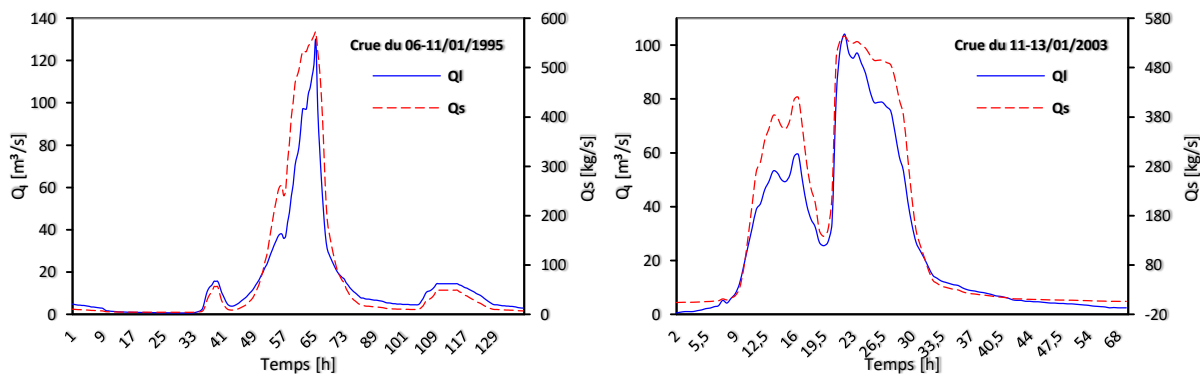 Crue du 06-11/01/1995
Ql
Qs
Ql [m³/s]
140
120
100
80
60
40
20
0
Qs [kg/s]
600
500
400
300
200
100
0
1 9 17 25 33 41 49 57 65 73 89 101 109 117 129
Temps [h]
Crue du 11-13/01/2003
Ql
Qs
Ql [m³/s]
100
80
60
40
20
0
Qs [kg/s]
580
480
380
280
180
80
-20
2 5,5 9 12,5 16 19,5 23 26,5 30 33,5 37 40,5 44 47,5 54 68
Temps [h]